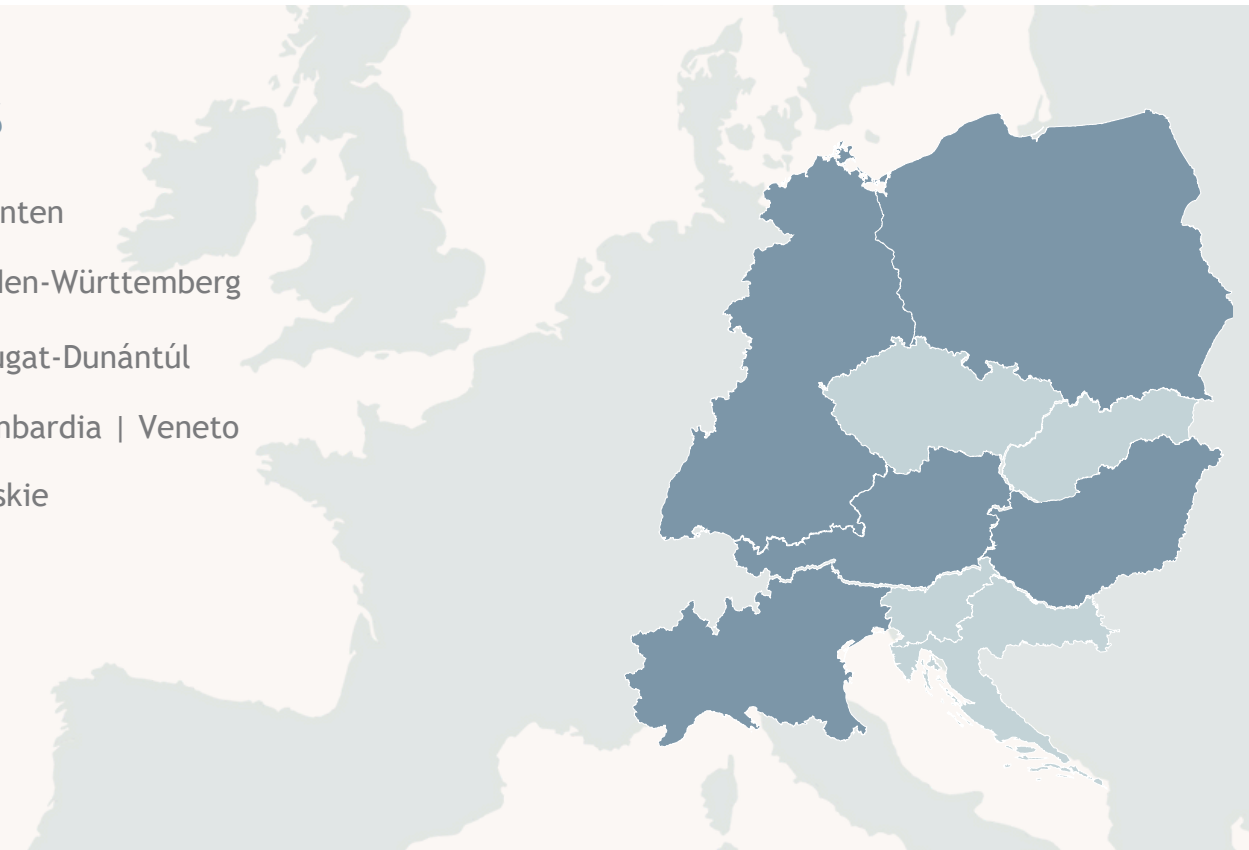 nten
len-Württemberg
ugat-Dunántúl
nbardia | Veneto
skie